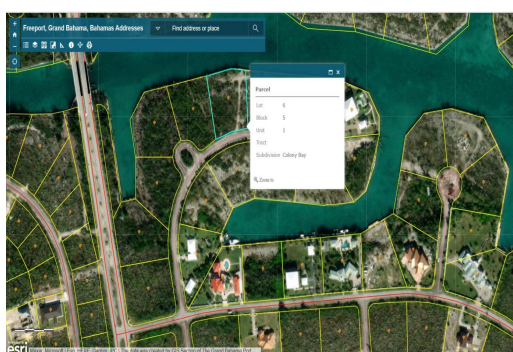 Freeport, Grand Bahama, Bahamas Addresses
Find address or place
Parcel
Lot 6
Block 5
Unit 1
Tract
Subdivision Colony Bay
Zoom to
esri